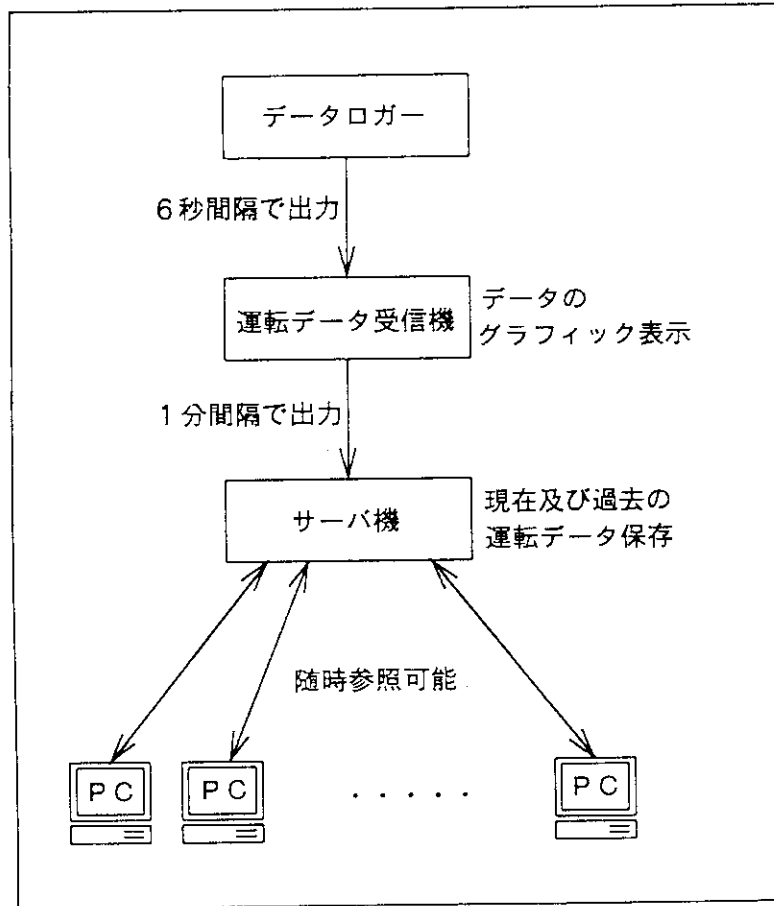 データロガー
6秒間隔で出力
運転データ受信機
データの
グラフィック表示
1分間隔で出力
サーバ機
現在及び過去の
運転データ保存
随時参照可能
PC
PC
・・・・・
PC